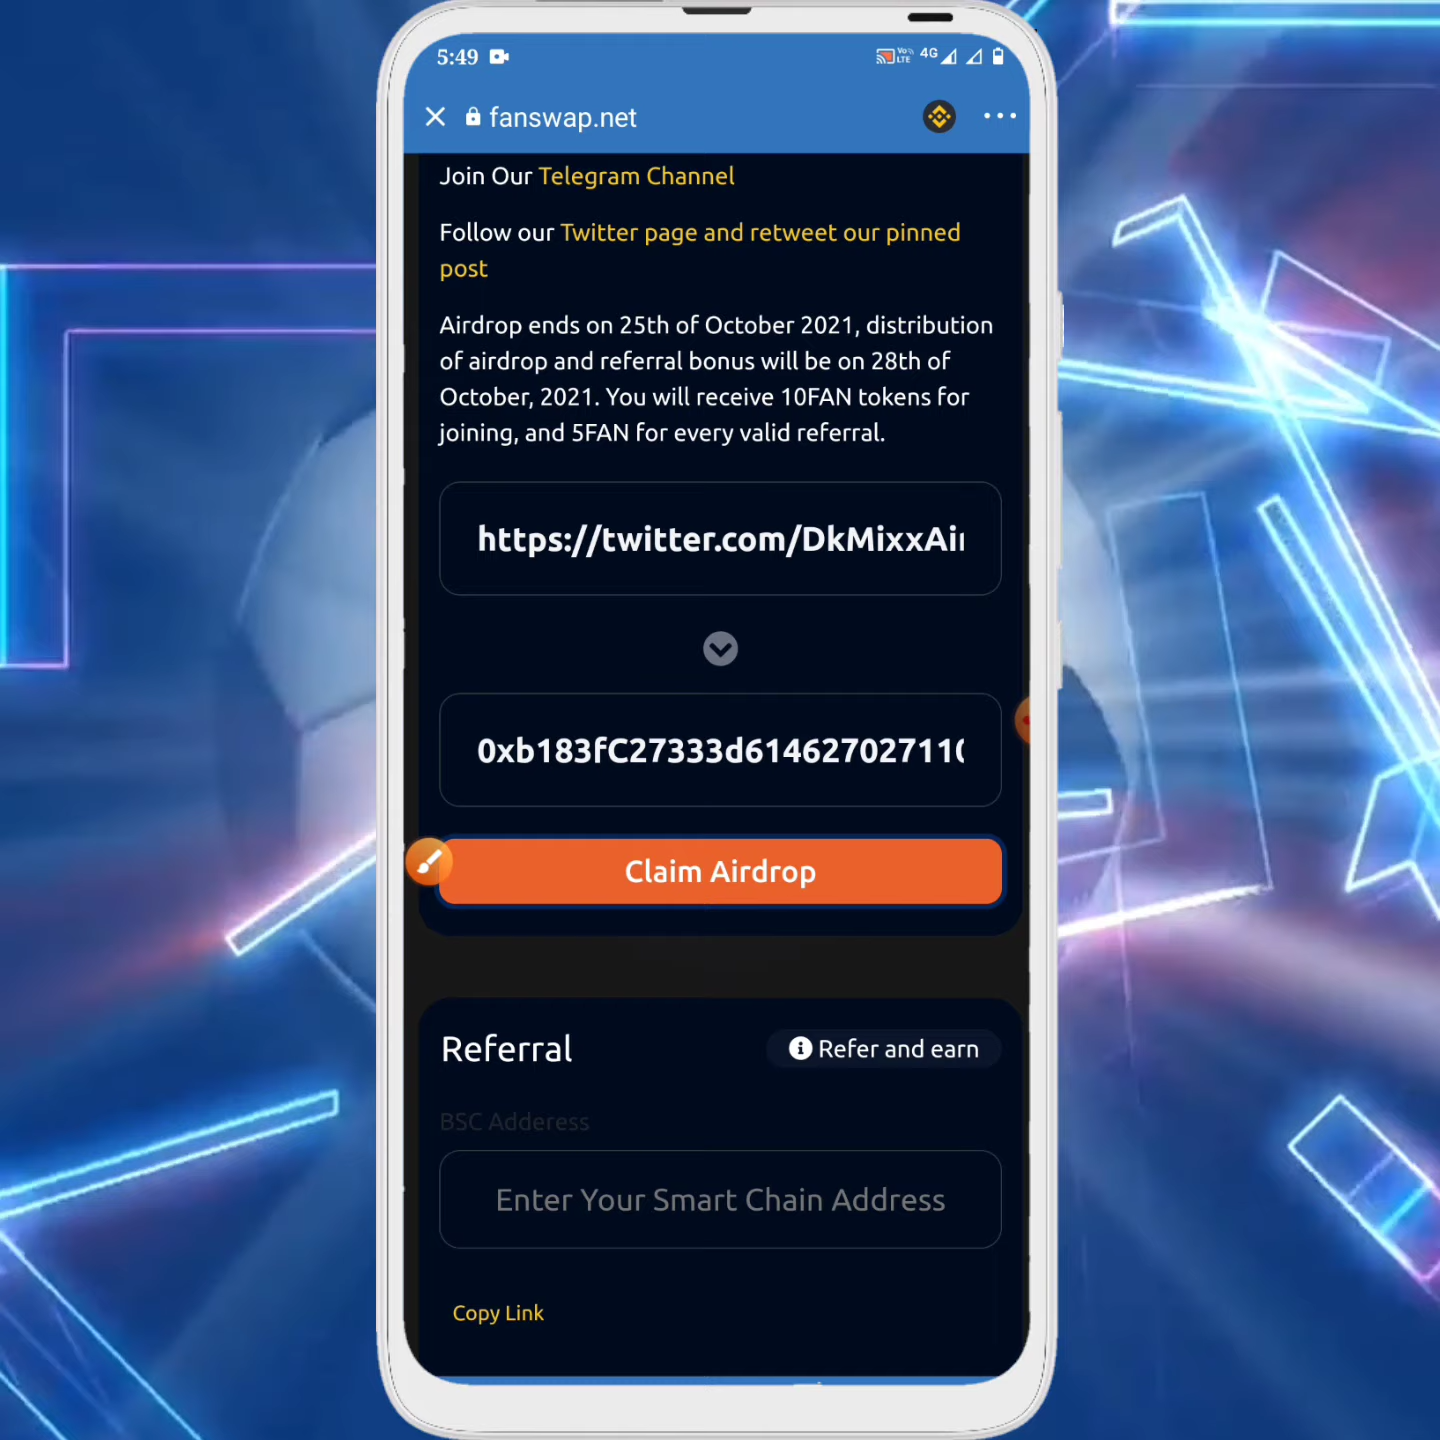 5:49
Vo
LTE
4G
fanswap.net
Join Our Telegram Channel
Follow our Twitter page and retweet our pinned
post
Airdrop ends on 25th of October 2021, distribution
of airdrop and referral bonus will be on 28th of
October, 2021. You will receive 10FAN tokens for
joining, and 5FAN for every valid referral.
https://twitter.com/DkMixxAi
0xb183fC27333d61462702711
Claim Airdrop
Referral
Refer and earn
BSC Adderess
Enter Your Smart Chain Address
Copy Link